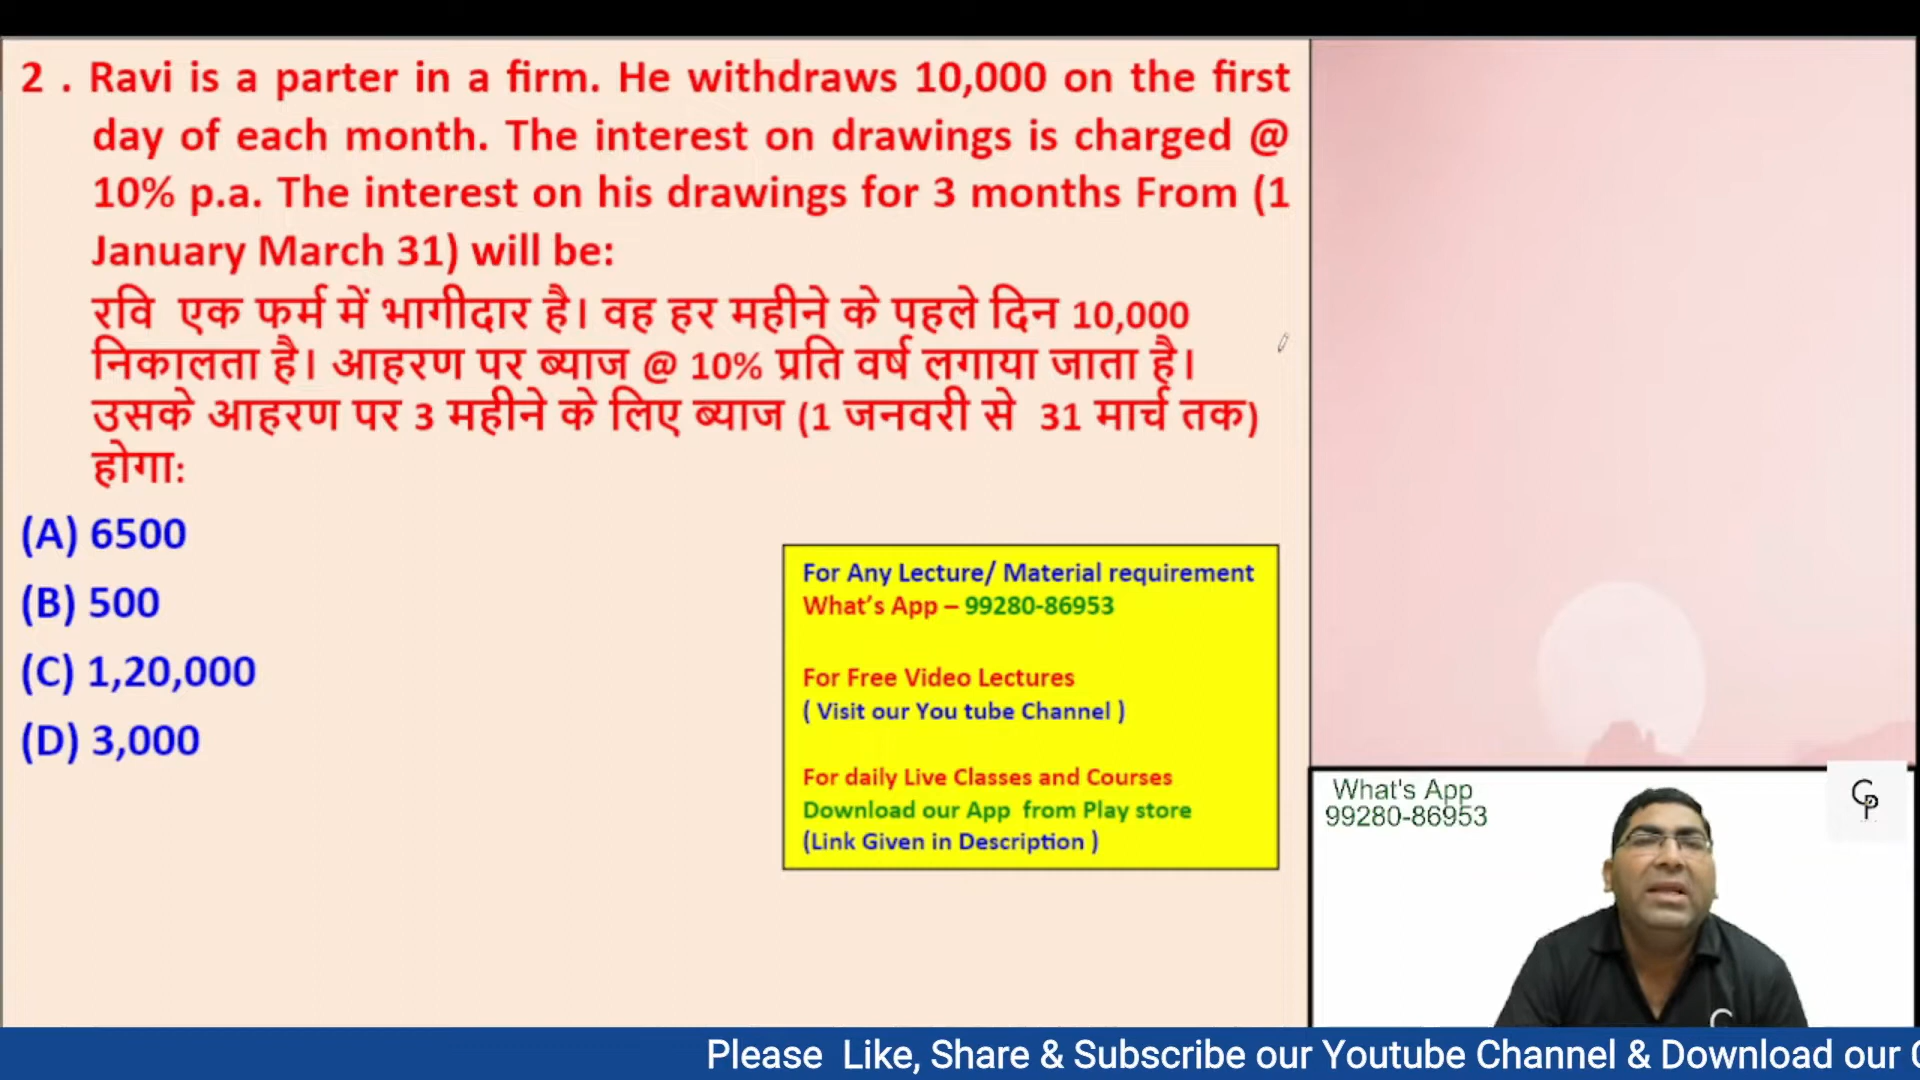 2 . Ravi is a parter in a firm. He withdraws 10,000 on the first
day of each month. The interest on drawings is charged @
10% p.a. The interest on his drawings for 3 months From (1
January March 31) will be:
रवि एक फर्म में भागीदार है। वह हर महीने के पहले दिन 10,000
निकालता है। आहरण पर ब्याज @ 10% प्रति वर्ष लगाया जाता है।
उसके आहरण पर 3 महीने के लिए ब्याज (1 जनवरी से 31 मार्च तक)
होगा:
(A) 6500
(B) 500
(C) 1,20,000
(D) 3,000
For Any Lecture/ Material requirement
What's App – 99280-86953
For Free Video Lectures
( Visit our You tube Channel )
For daily Live Classes and Courses
Download our App from Play store
(Link Given in Description )
What's App
99280-86953
CP
Please Like, Share & Subscribe our Youtube Channel & Download our